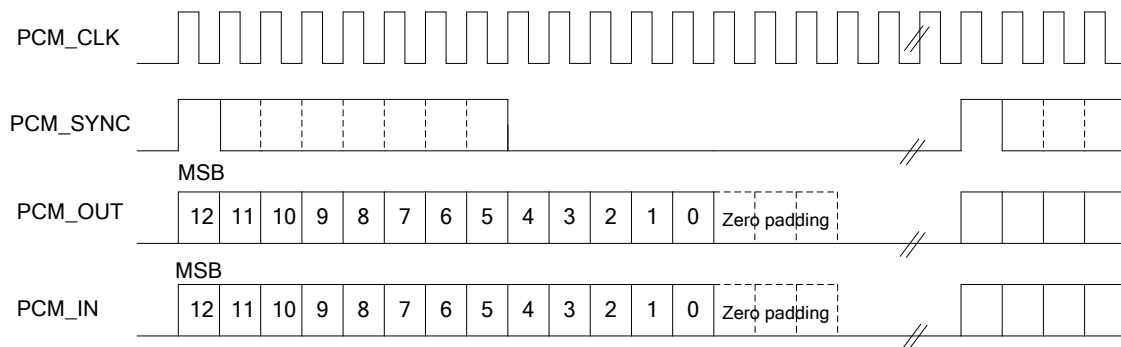 PCM_CLK
PCM_SYNC
MSB
PCM_OUT 12 11 10 9 8 7 6 5 4 3 2 1 0 Zero padding
MSB
PCM_IN 12 11 10 9 8 7 6 5 4 3 2 1 0 Zero padding